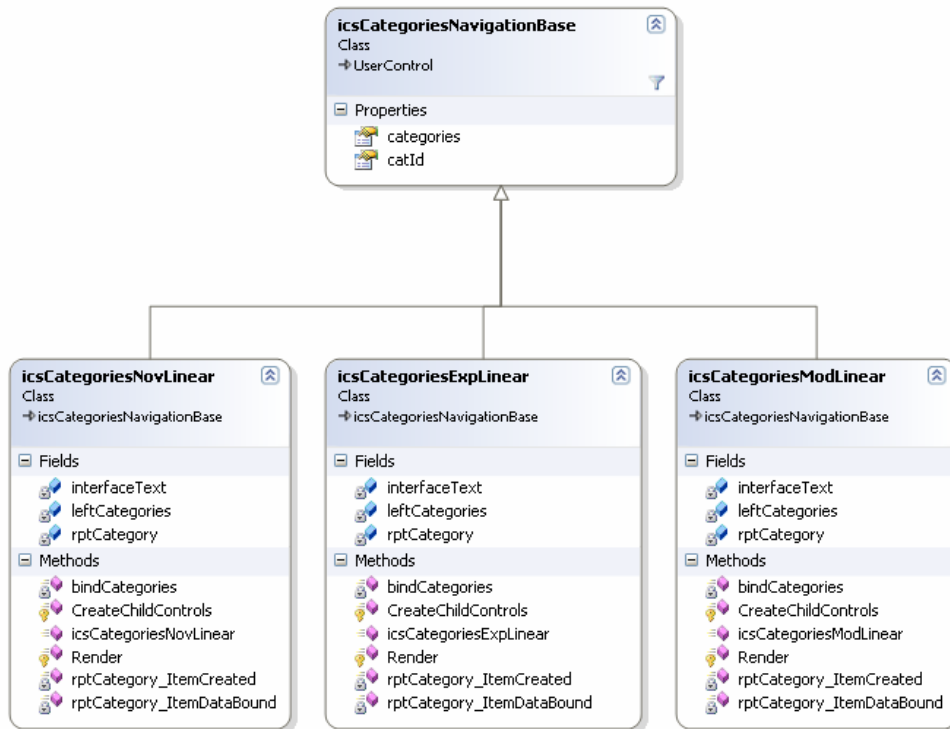 icsCategoriesNavigationBase
Class
UserControl
Properties
categories
catId
icsCategoriesNovLinear
Class
icsCategoriesNavigationBase
Fields
interfaceText
leftCategories
rptCategory
Methods
bindCategories
CreateChildControls
icsCategoriesNovLinear
Render
rptCategory_ItemCreated
rptCategory_ItemDataBound
icsCategoriesExpLinear
Class
icsCategoriesNavigationBase
Fields
interfaceText
leftCategories
rptCategory
Methods
bindCategories
CreateChildControls
icsCategoriesExpLinear
Render
rptCategory_ItemCreated
rptCategory_ItemDataBound
icsCategoriesModLinear
Class
icsCategoriesNavigationBase
Fields
interfaceText
leftCategories
rptCategory
Methods
bindCategories
CreateChildControls
icsCategoriesModLinear
Render
rptCategory_ItemCreated
rptCategory_ItemDataBound